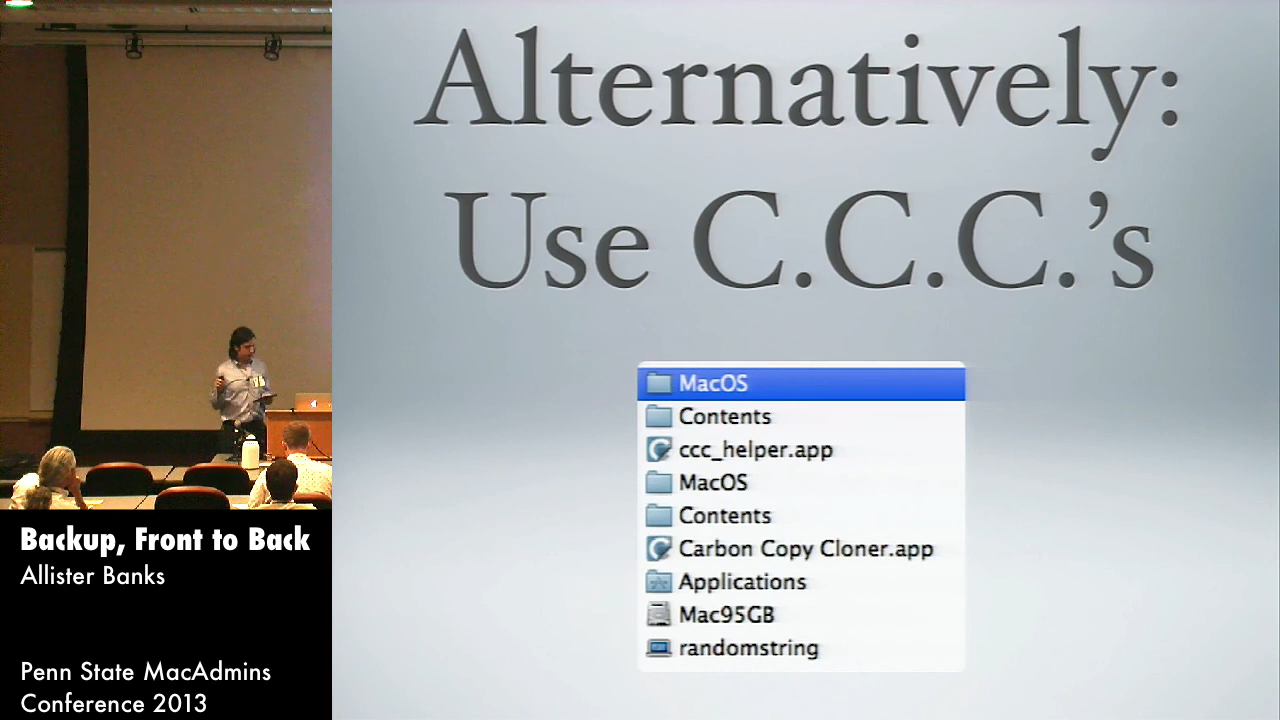 Alternatively:
Use C.C.C.'s
MacOS
Contents
ccc_helper.app
MacOS
Contents
Carbon Copy Cloner.app
Applications
Mac95GB
randomstring
Backup, Front to Back
Allister Banks
Penn State MacAdmins
Conference 2013